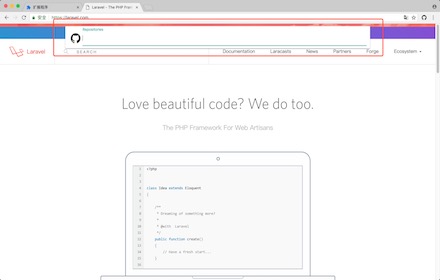 扩展程序
Laravel - The PHP Fram
安全
https://laravel.com
Repositories
Laravel
SEARCH
Documentation
Laracasts
News
Partners
Forge
Ecosystem
Love beautiful code? We do too.
The PHP Framework For Web Artisans
1 <?php
2
3
4 class Idea extends Eloquent
5 {
6
7 /**
8 * Dreaming of something more?
9 *
10 * @with Laravel
11 */
12 public function create()
13 {
14 // Have a fresh start...
15 }